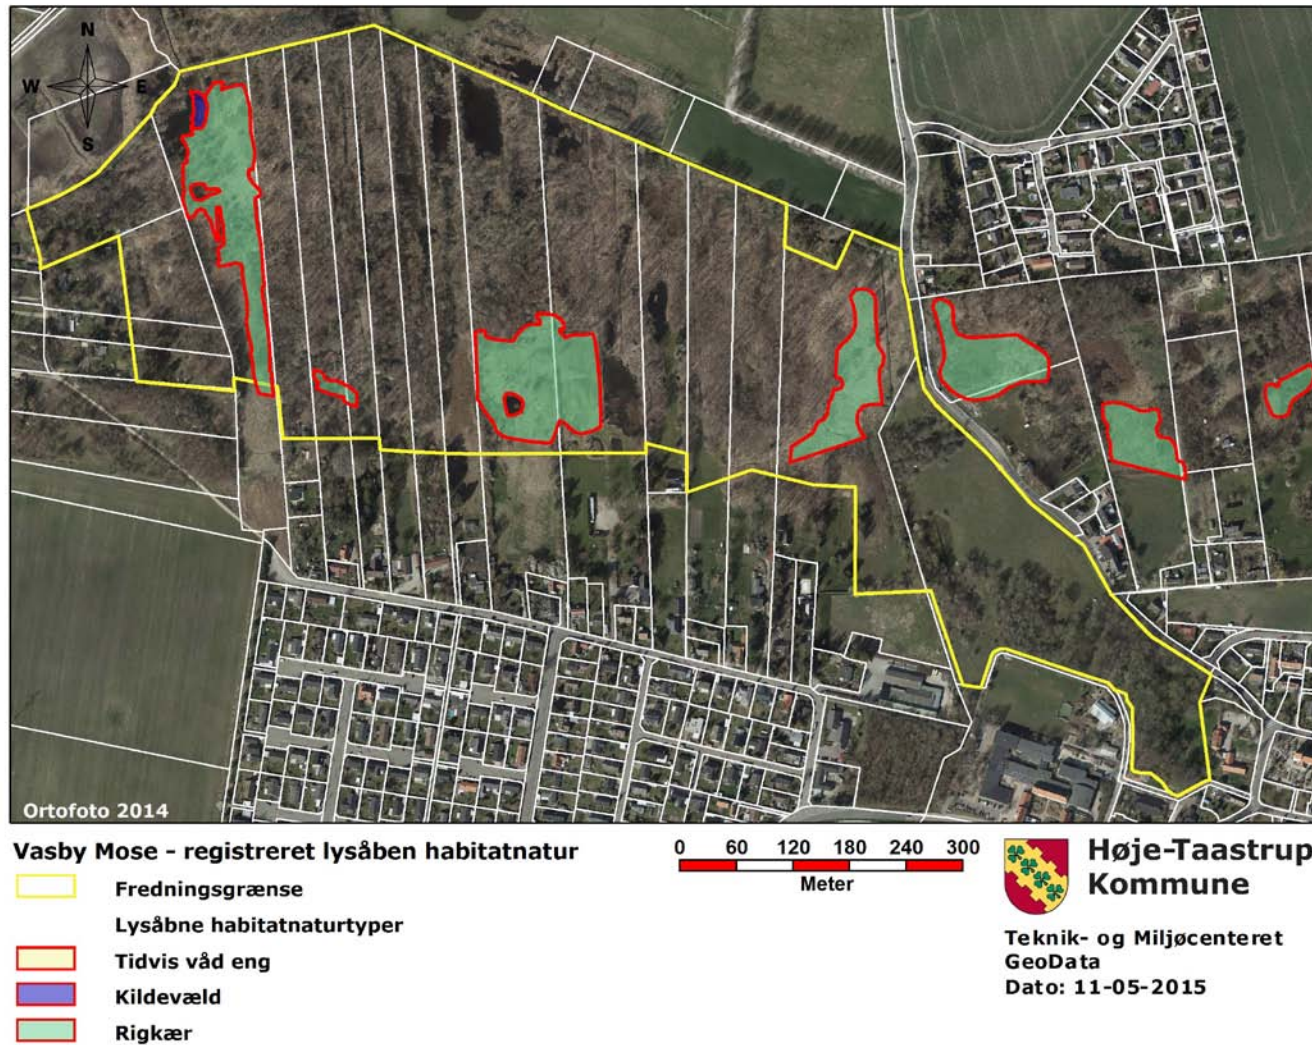 N
W E
S
Ortofoto 2014
Vasby Mose - registreret lysåben habitatnatur
Fredningsgrænse
Lysåbne habitatnaturtyper
Tidvis våd eng
Kildevæld
Rigkær
0 60 120 180 240 300
Meter
Høje-Taastrup
Kommune
Teknik- og Miljøcenteret
GeoData
Dato: 11-05-2015